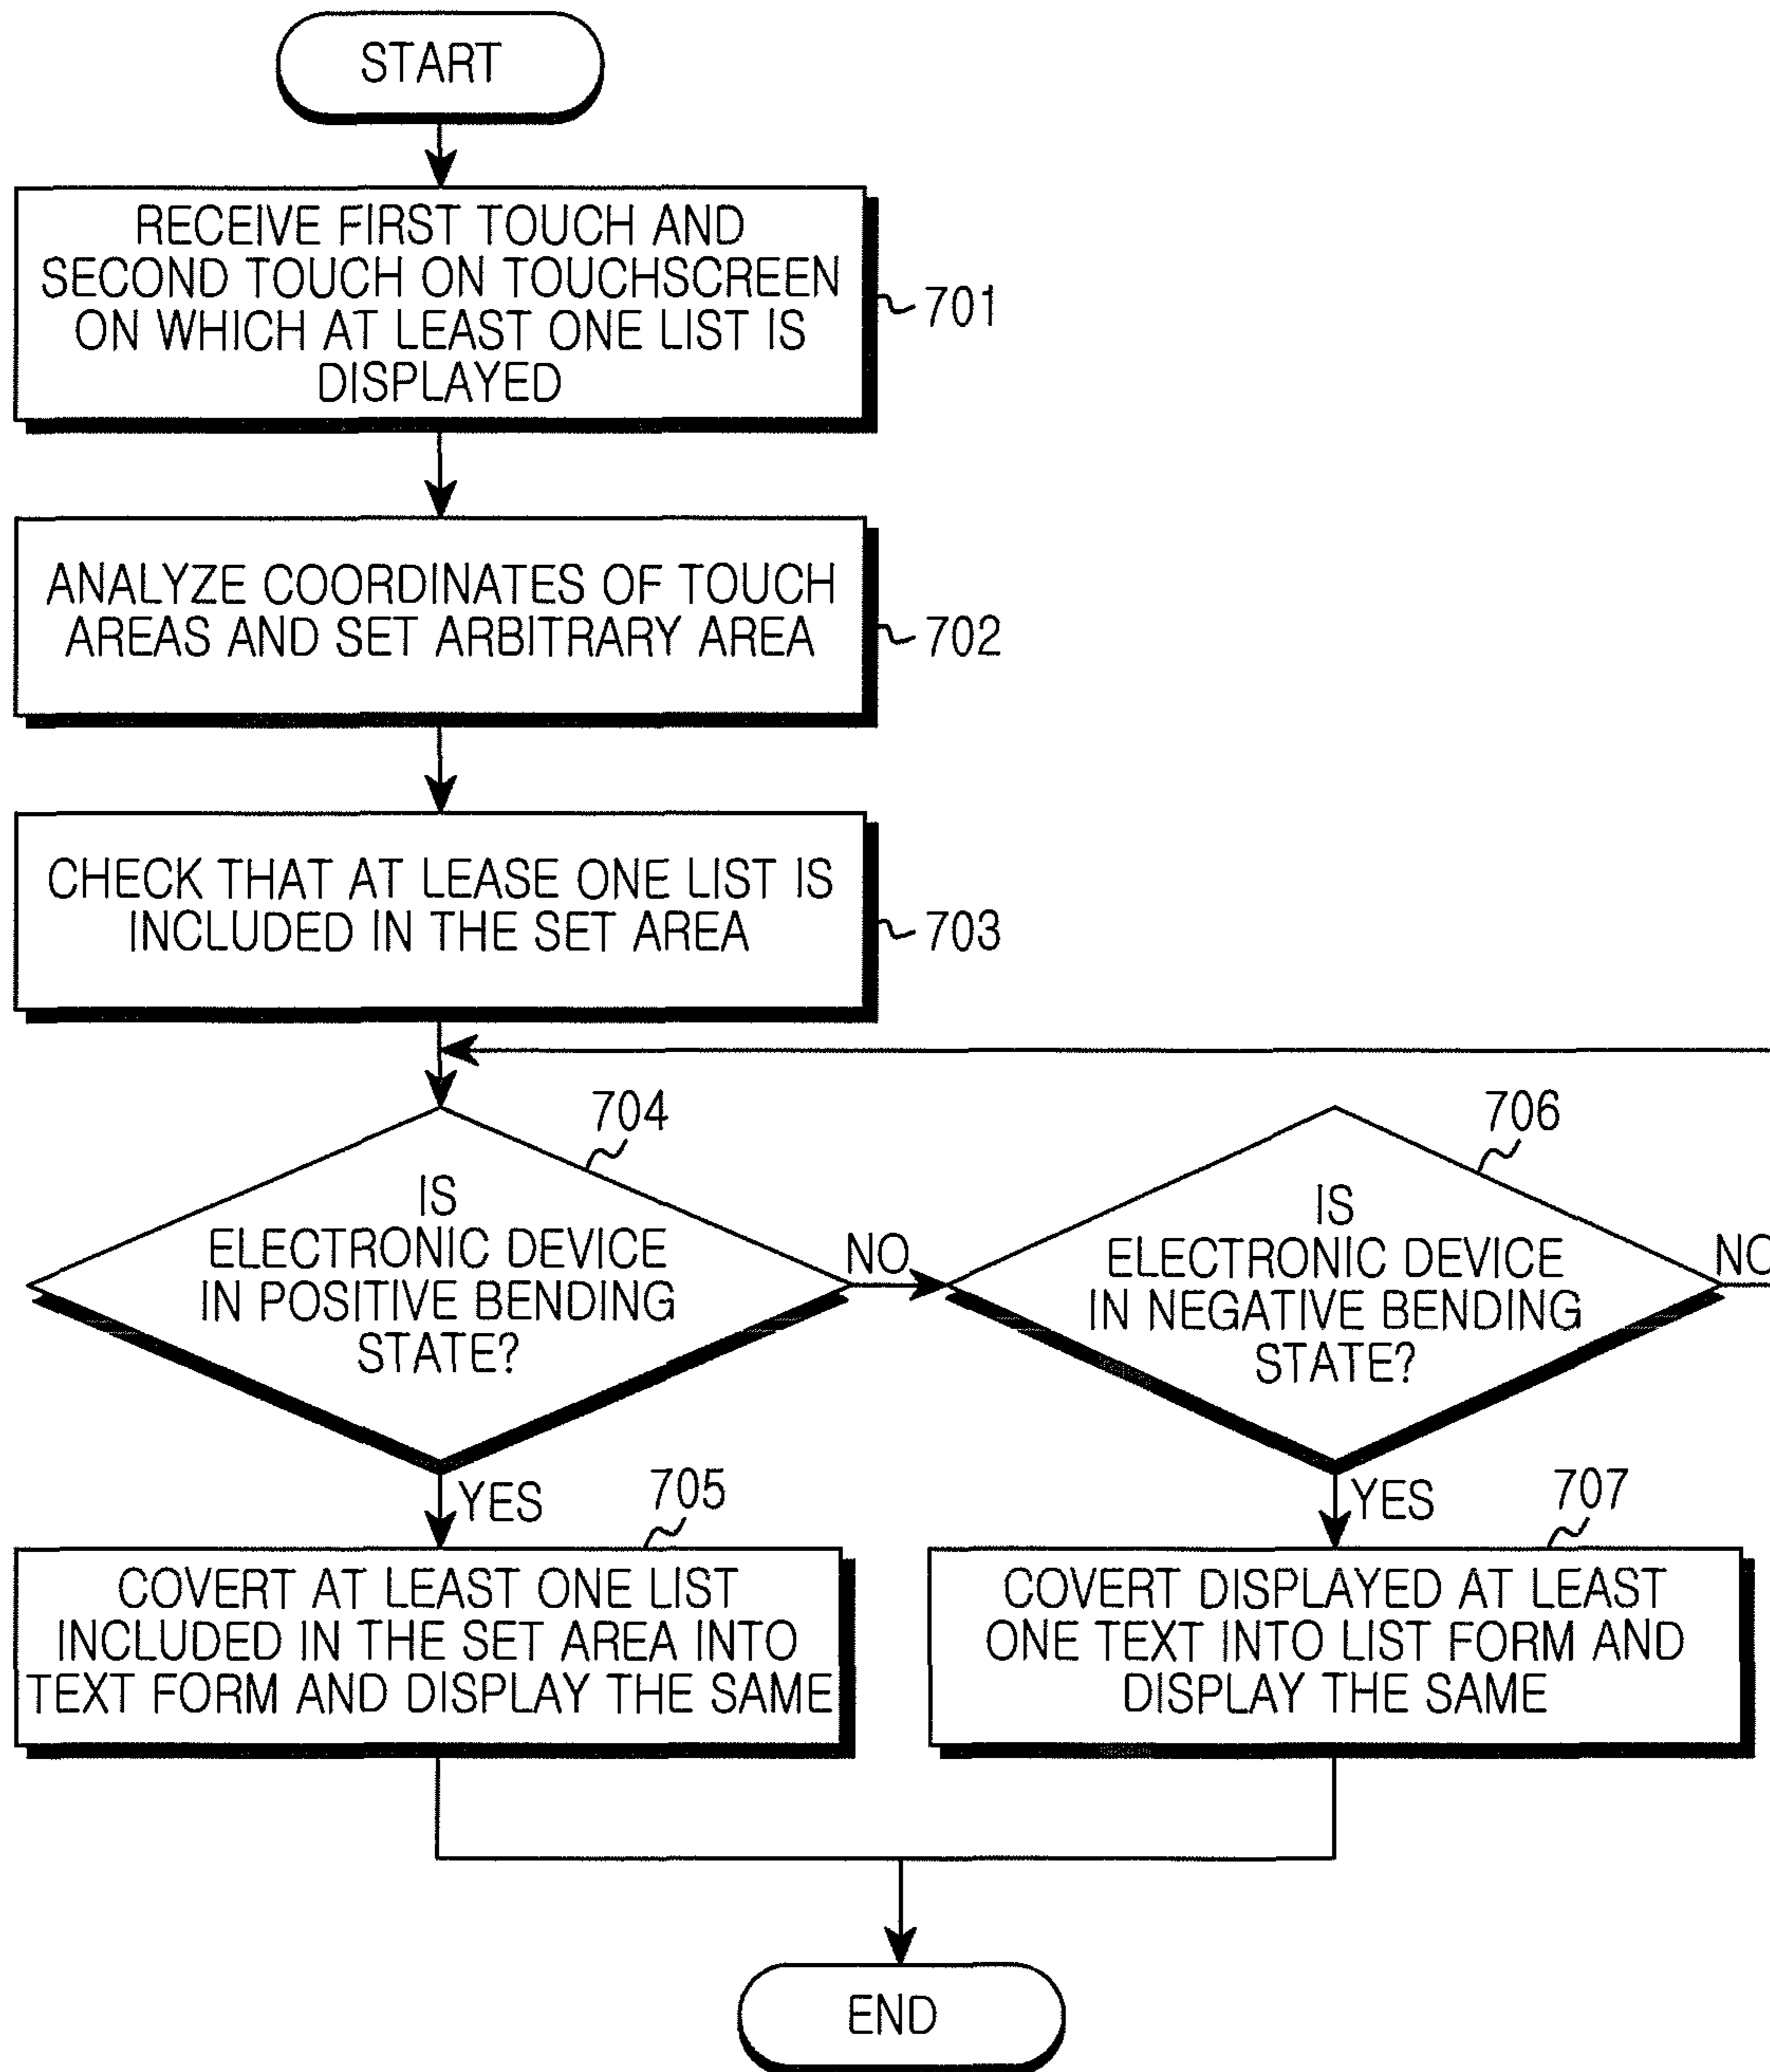 START
RECEIVE FIRST TOUCH AND
SECOND TOUCH ON TOUCHSCREEN
ON WHICH AT LEAST ONE LIST IS
DISPLAYED
701
ANALYZE COORDINATES OF TOUCH
AREAS AND SET ARBITRARY AREA
702
CHECK THAT AT LEASE ONE LIST IS
INCLUDED IN THE SET AREA
703
704
IS
ELECTRONIC DEVICE
IN POSITIVE BENDING
STATE?
NO
YES
706
IS
ELECTRONIC DEVICE
IN NEGATIVE BENDING
STATE?
NO
YES
705
COVERT AT LEAST ONE LIST
INCLUDED IN THE SET AREA INTO
TEXT FORM AND DISPLAY THE SAME
707
COVERT DISPLAYED AT LEAST
ONE TEXT INTO LIST FORM AND
DISPLAY THE SAME
END